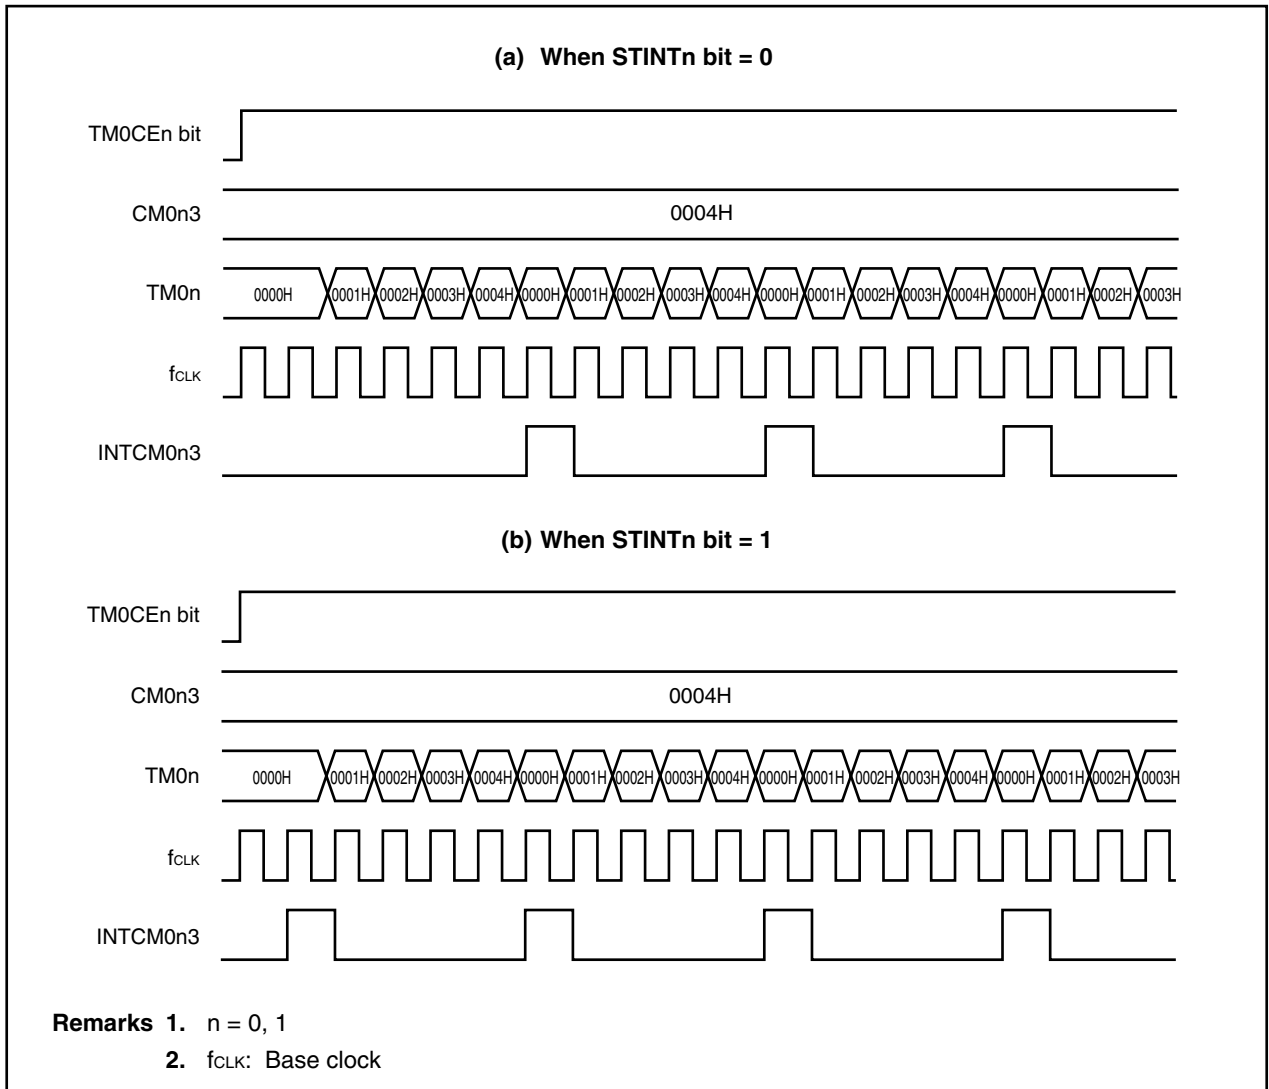 (a) When STINTn bit = 0
TM0CEn bit
CM0n3 0004H
TM0n 0000H 0001H 0002H 0003H 0004H 0000H 0001H 0002H 0003H 0004H 0000H 0001H 0002H 0003H 0004H 0000H 0001H 0002H 0003H
fCLK
INTCM0n3
(b) When STINTn bit = 1
TM0CEn bit
CM0n3 0004H
TM0n 0000H 0001H 0002H 0003H 0004H 0000H 0001H 0002H 0003H 0004H 0000H 0001H 0002H 0003H 0004H 0000H 0001H 0002H 0003H
fCLK
INTCM0n3
Remarks 1. n = 0, 1
2. fCLK: Base clock